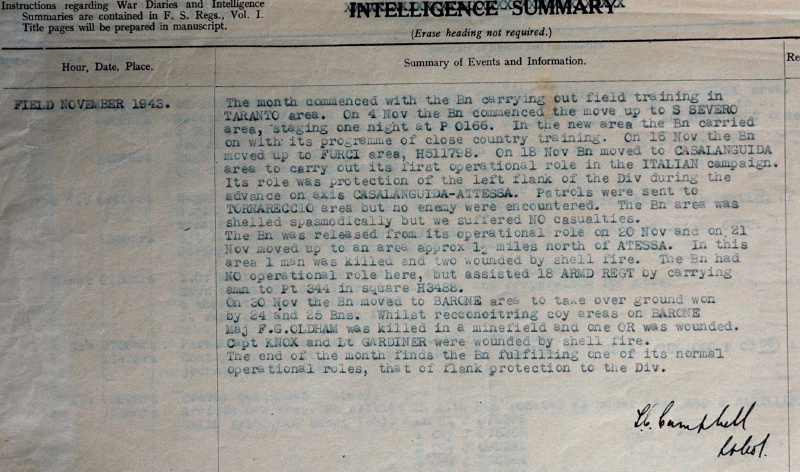 Instructions regarding War Diaries and Intelligence
Summaries are contained in F. S. Regs., Vol. I.
Title pages will be prepared in manuscript.
INTELLIGENCE SUMMARY
(Erase heading not required.)
Hour, Date, Place.
Summary of Events and Information.
Re
FIELD NOVEMBER 1943.
The month commenced with the Bn carrying out field training in
TARANTO area. On 4 Nov the Bn commenced the move up to S SEVERO
area, staging one night at P 0166. In the new area the Bn carried
on with its programme of close country training. On 16 Nov the Bn
moved up to FURCI area, H511798. On 18 Nov Bn moved to CASALANGUIDA
area to carry out its first operational role in the ITALIAN campaign.
Its role was protection of the left flank of the Div during the
advance on axis CASALANGUIDA-ATTESSA. Patrols were sent to
TORNARECCIO area but no enemy were encountered. The Bn area was
shelled spasmodically but we suffered NO casualties.
The Bn was released from its operational role on 20 Nov and on 21
Nov moved up to an area approx 1½ miles north of ATESSA. In this
area 1 man was killed and two wounded by shell fire. The Bn had
NO operational role here, but assisted 18 ARMD REGT by carrying
amn to Pt 344 in square H3488.
On 30 Nov the Bn moved to BARONE area to take over ground won
by 24 and 25 Bns. Whilst recconoitring coy areas on BARONE
Maj F.G.OLDHAM was killed in a minefield and one OR was wounded.
Capt KNOX and Lt GARDINER were wounded by shell fire.
The end of the month finds the Bn fulfilling one of its normal
operational roles, that of flank protection to the Div.
Campbell